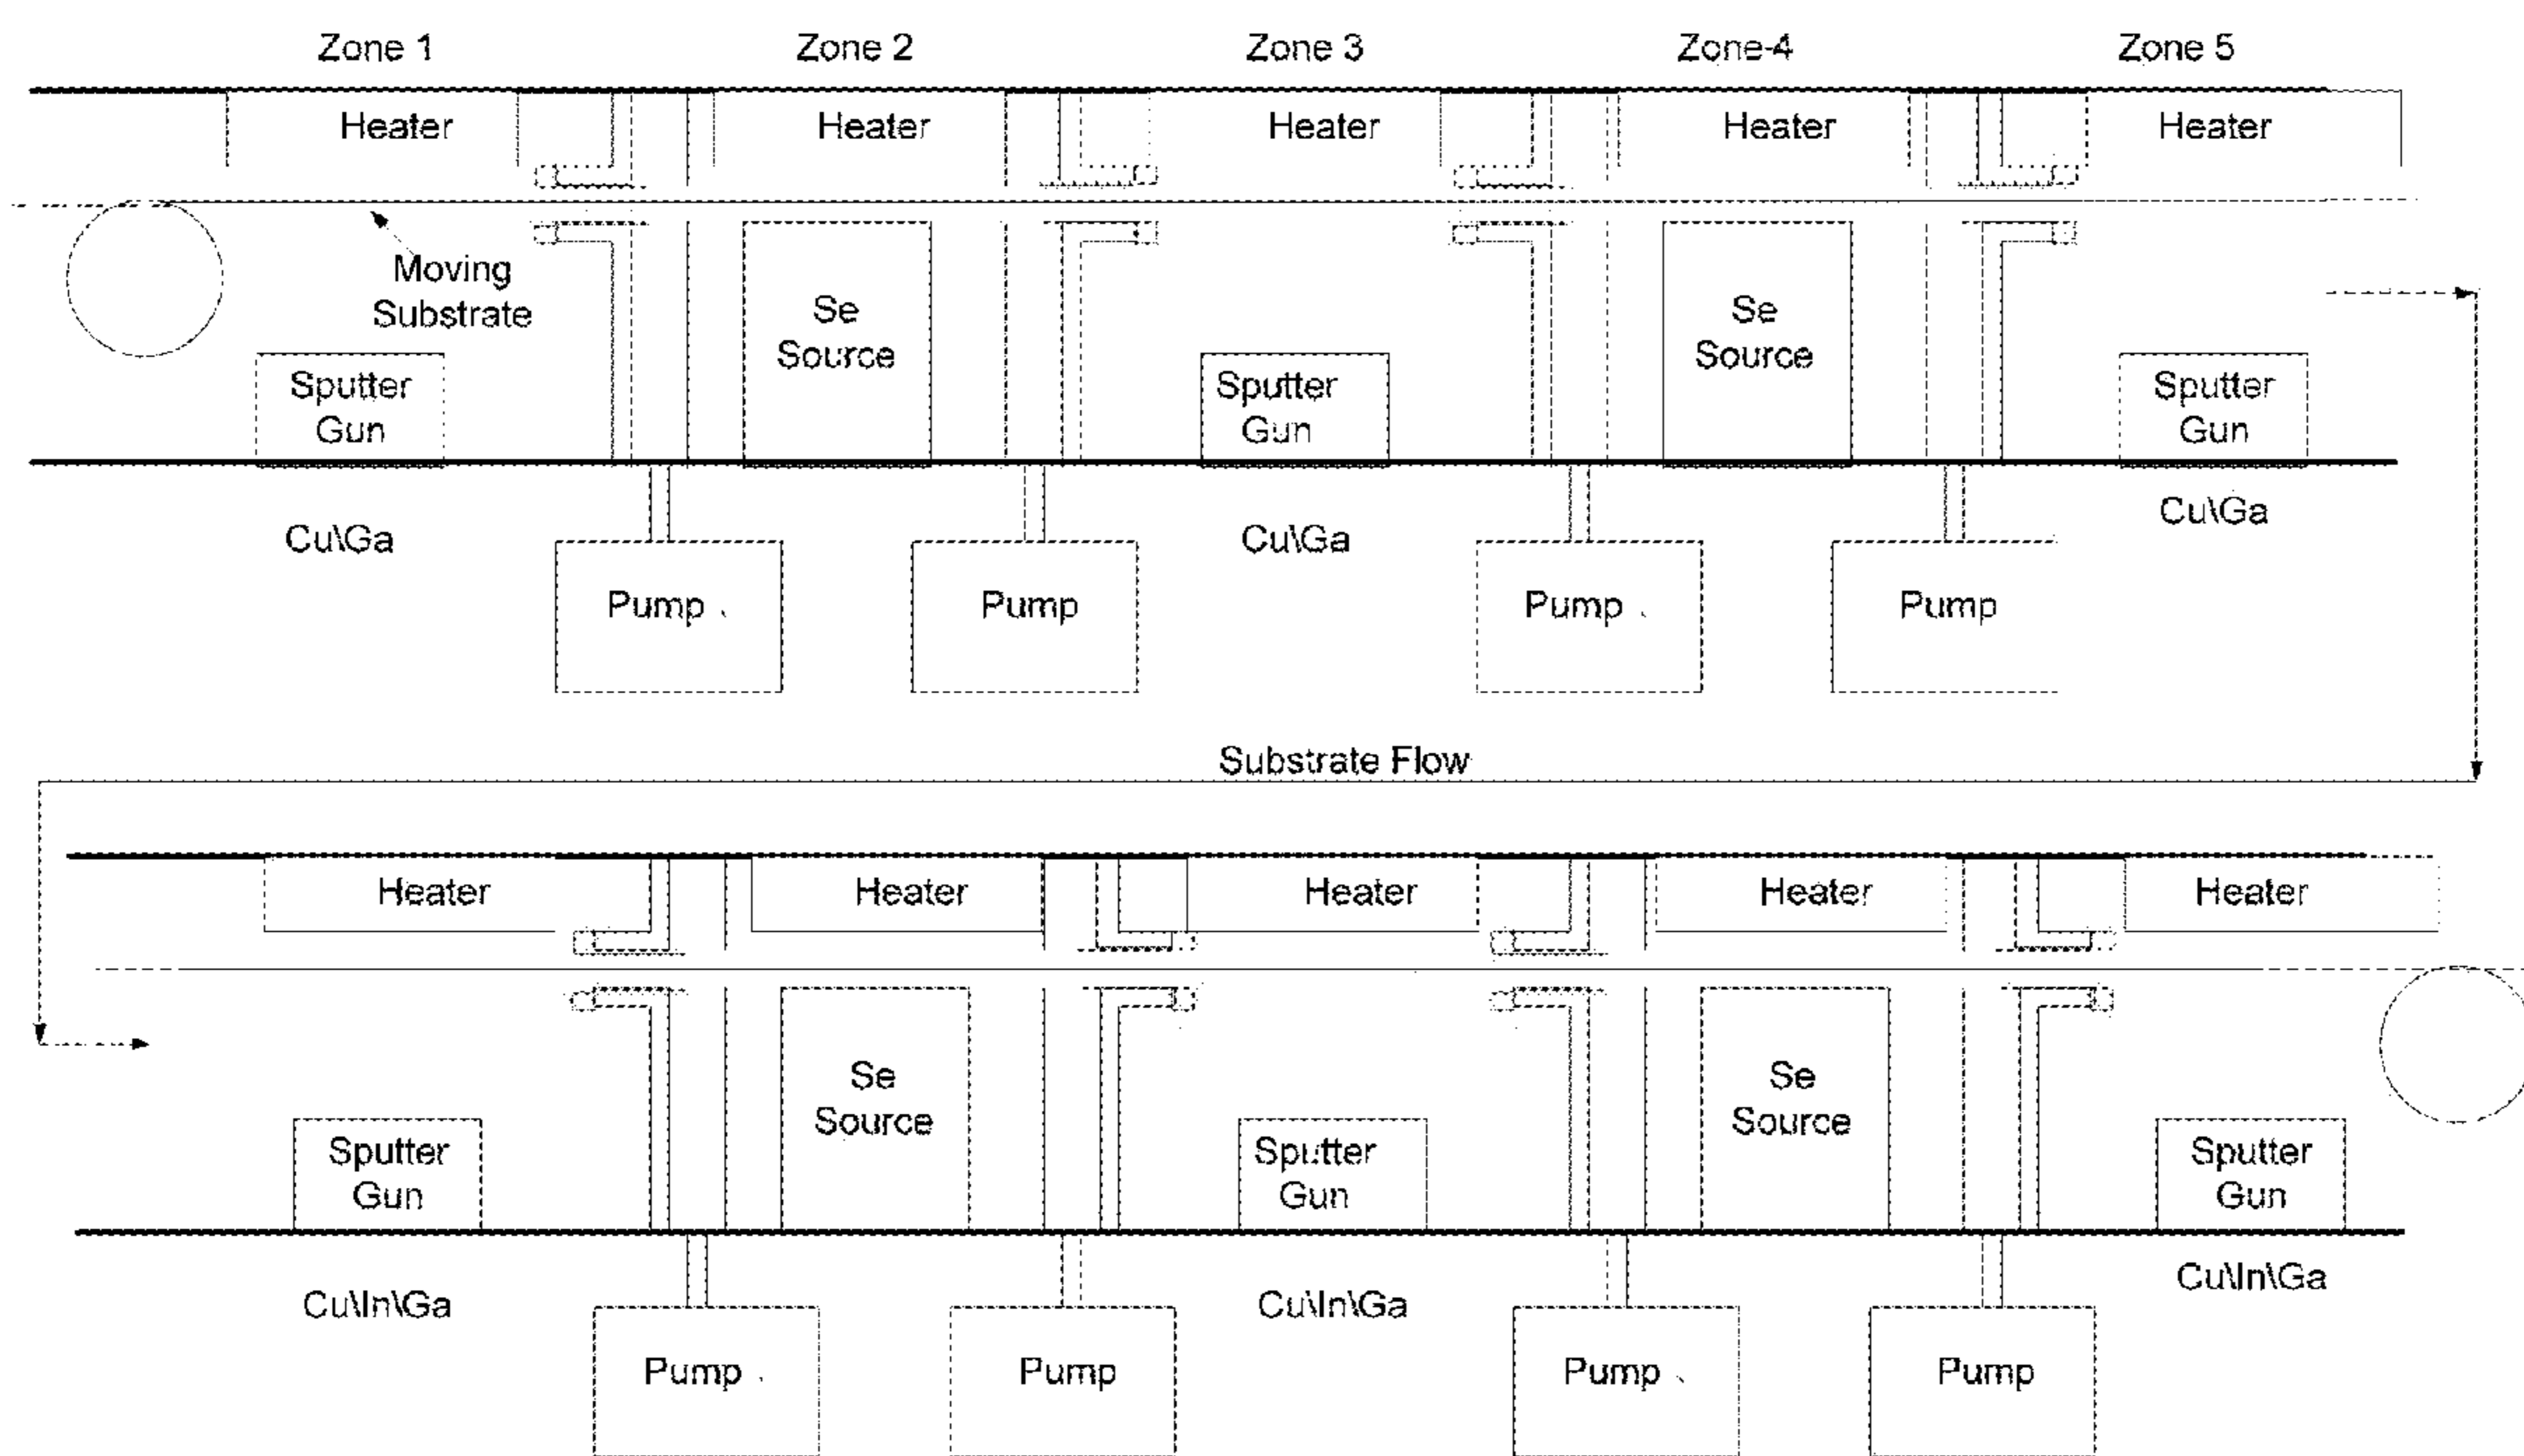 Zone 1
Zone 2
Zone 3
Zone-4
Zone 5
Heater
Heater
Heater
Heater
Heater
Moving
Substrate
Se
Source
Se
Source
Sputter
Gun
Sputter
Gun
Sputter
Gun
Cu\Ga
Cu\Ga
Cu\Ga
Pump
Pump
Pump
Pump
Substrate Flow
Heater
Heater
Heater
Heater
Heater
Se
Source
Se
Source
Sputter
Gun
Sputter
Gun
Sputter
Gun
Cu\In\Ga
Cu\In\Ga
Cu\In\Ga
Pump
Pump
Pump
Pump